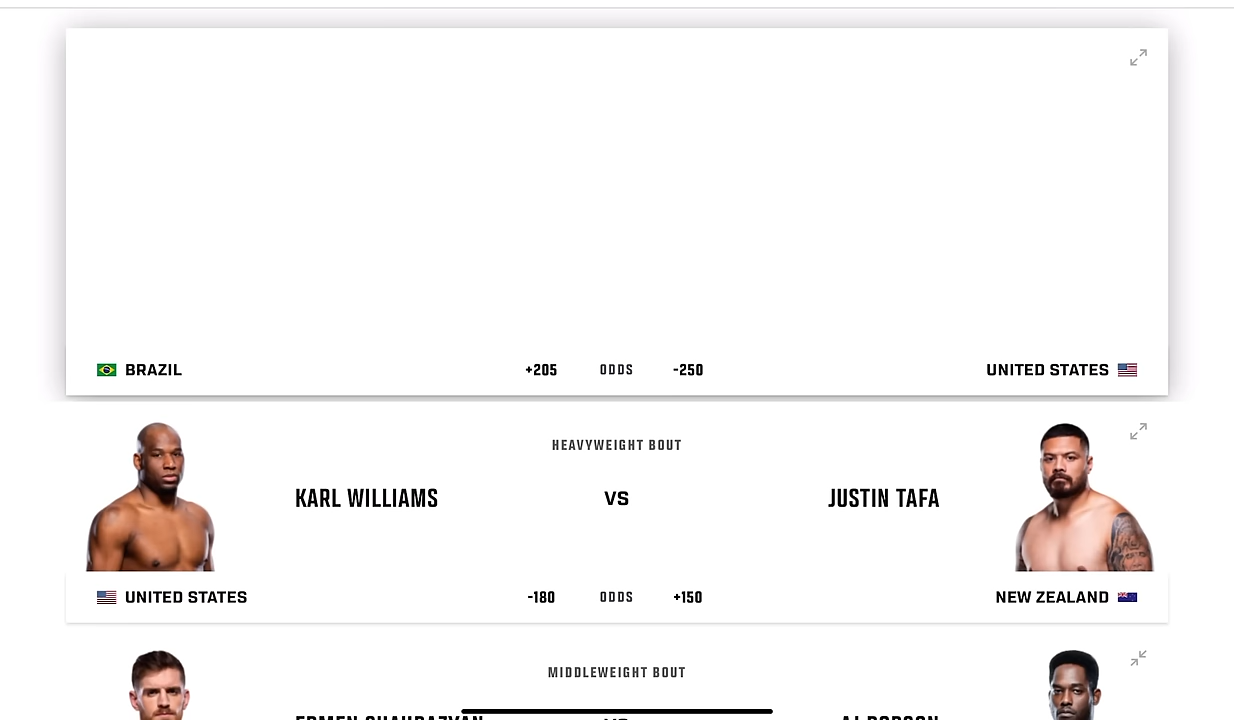 BRAZIL +205 ODDS -250 UNITED STATES
HEAVYWEIGHT BOUT
KARL WILLIAMS VS JUSTIN TAFA
UNITED STATES -180 ODDS +150 NEW ZEALAND
MIDDLEWEIGHT BOUT